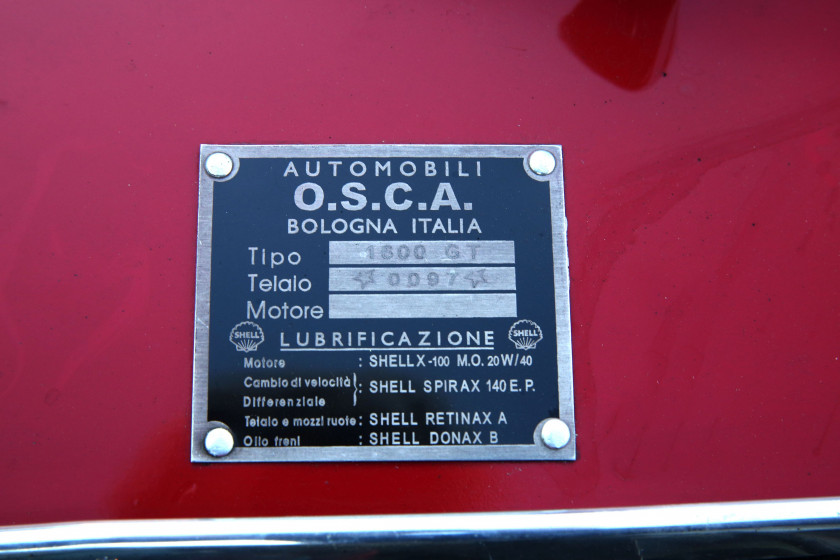 AUTOMOBILI
O.S.C.A.
BOLOGNA ITALIA
Tipo 1600 GT
Telaio ☆ 0097 ☆
Motore
SHELL LUBRIFICAZIONE SHELL
Motore : SHELL X-100 M.O. 20W/40
Cambio di velocità
Differenziale } : SHELL SPIRAX 140 E.P.
Telaio e mozzi ruote : SHELL RETINAX A
Olio freni : SHELL DONAX B